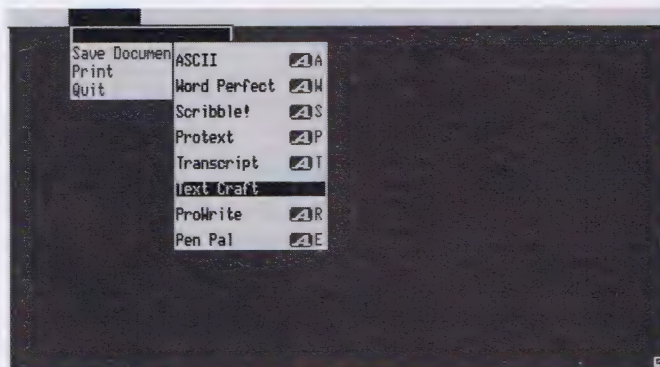 Save Documen
Print
Quit
ASCII A
Word Perfect A W
Scribble! A S
Protext A P
Transcript A T
Text Craft
ProWrite A R
Pen Pal A E